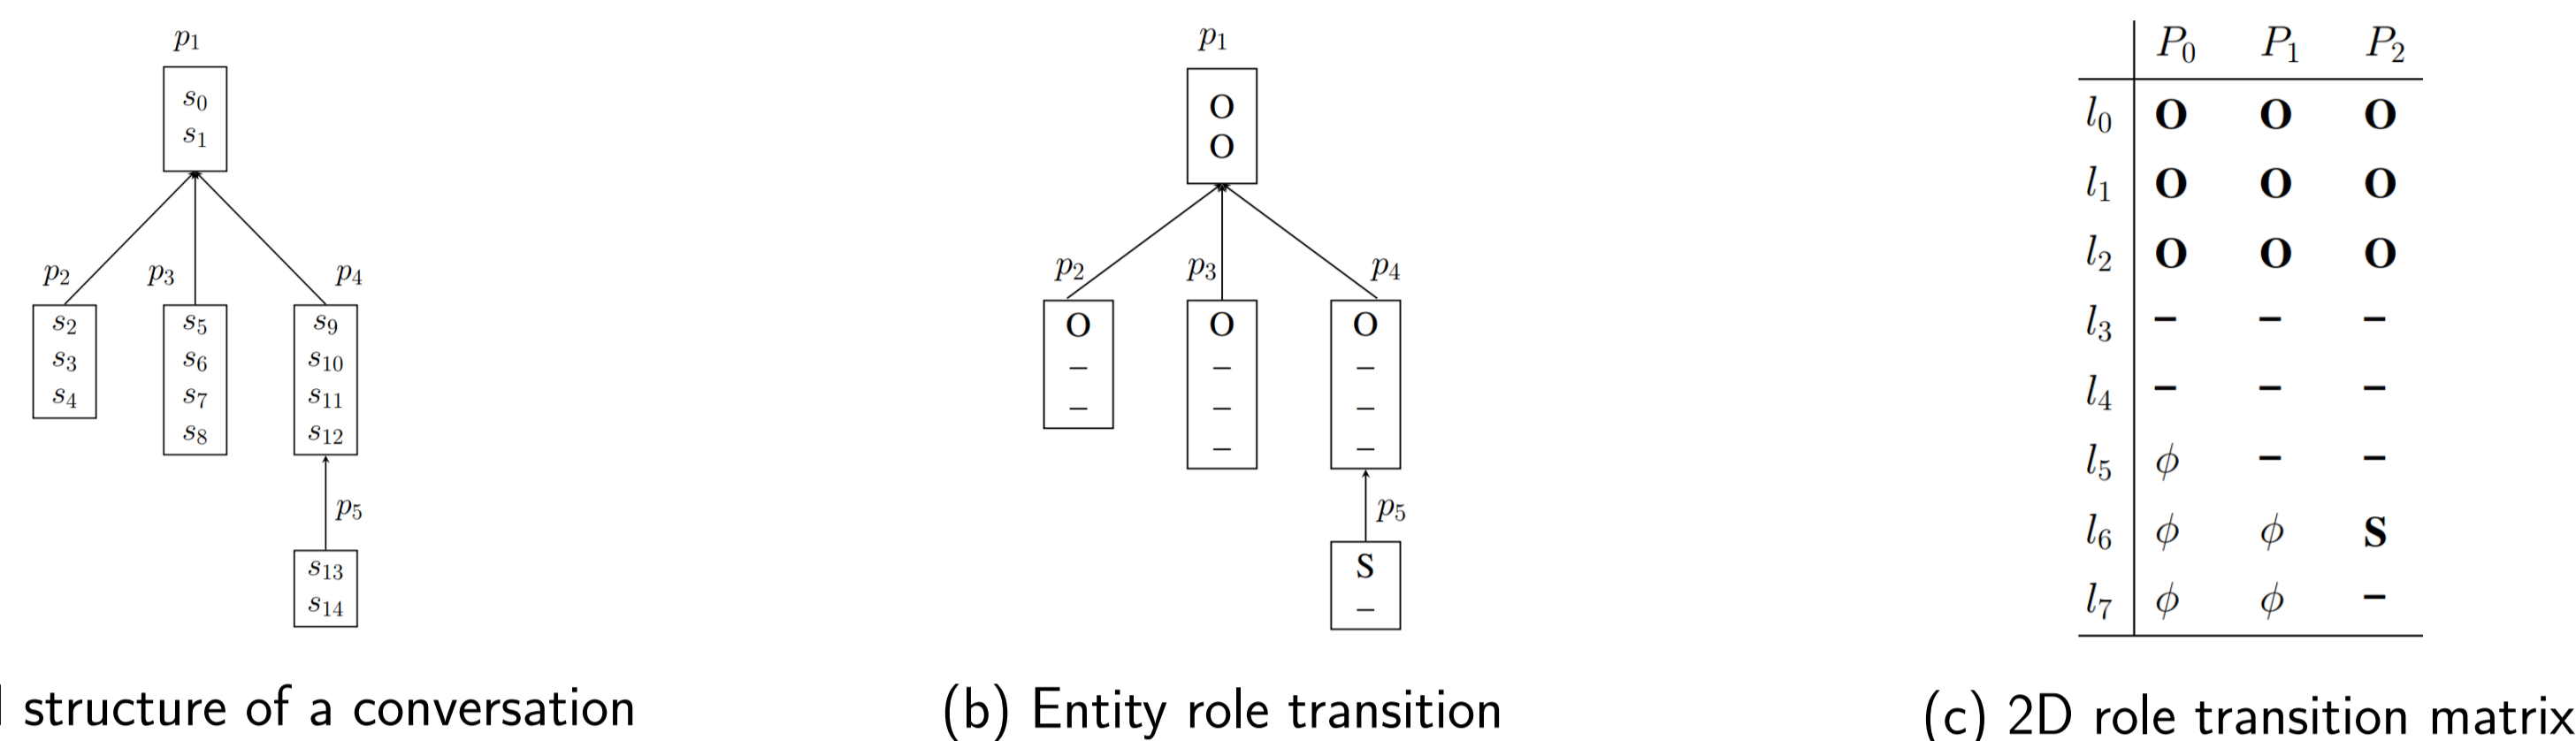 p₁
s₀
s₁
p₂ p₃ p₄
s₂ s₅ s₉
s₃ s₆ s₁₀
s₄ s₇ s₁₁
s₈ s₁₂
p₅
s₁₃
s₁₄
structure of a conversation
p₁
O
O
p₂ p₃ p₄
O O O
– – –
– – –
– –
p₅
S
–
(b) Entity role transition
P₀ P₁ P₂
l₀ O O O
l₁ O O O
l₂ O O O
l₃ – – –
l₄ – – –
l₅ ϕ – –
l₆ ϕ ϕ S
l₇ ϕ ϕ –
(c) 2D role transition matrix